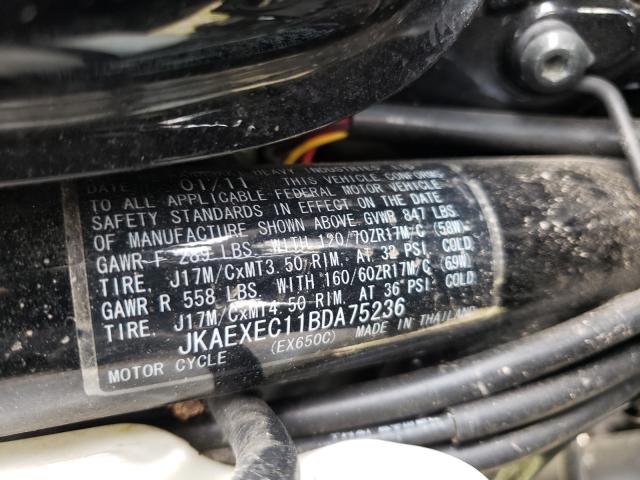 HEAVY INDUSTRIES
DATE 01/11 THIS VEHICLE CONFORMS
TO ALL APPLICABLE FEDERAL MOTOR VEHICLE
SAFETY STANDARDS IN EFFECT ON THE DATE
OF MANUFACTURE SHOWN ABOVE GVWR 847 LBS.
GAWR F 289 LBS. WITH 120/70ZR17M/C (58W)
TIRE, J17M/CxMT3.50 RIM. AT 32 PSI COLD
GAWR R 558 LBS. WITH 160/60ZR17M/C (69W)
TIRE, J17M/CxMT4.50 RIM. AT 36 PSI COLD
JKAEXEC11BDA75236
MOTOR CYCLE (EX650C) MADE IN THAILAND